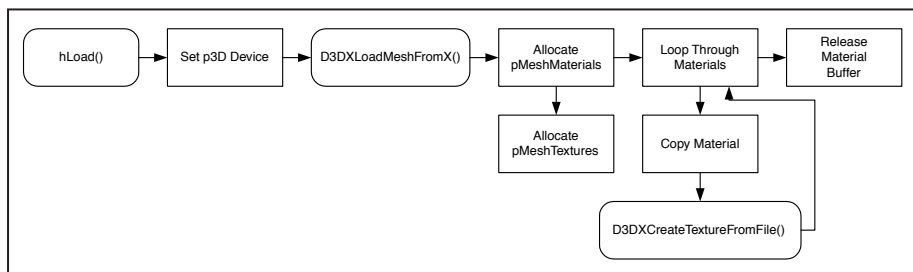 hLoad()
Set p3D Device
D3DXLoadMeshFromX()
Allocate
pMeshMaterials
Loop Through
Materials
Release
Material
Buffer
Allocate
pMeshTextures
Copy Material
D3DXCreateTextureFromFile()